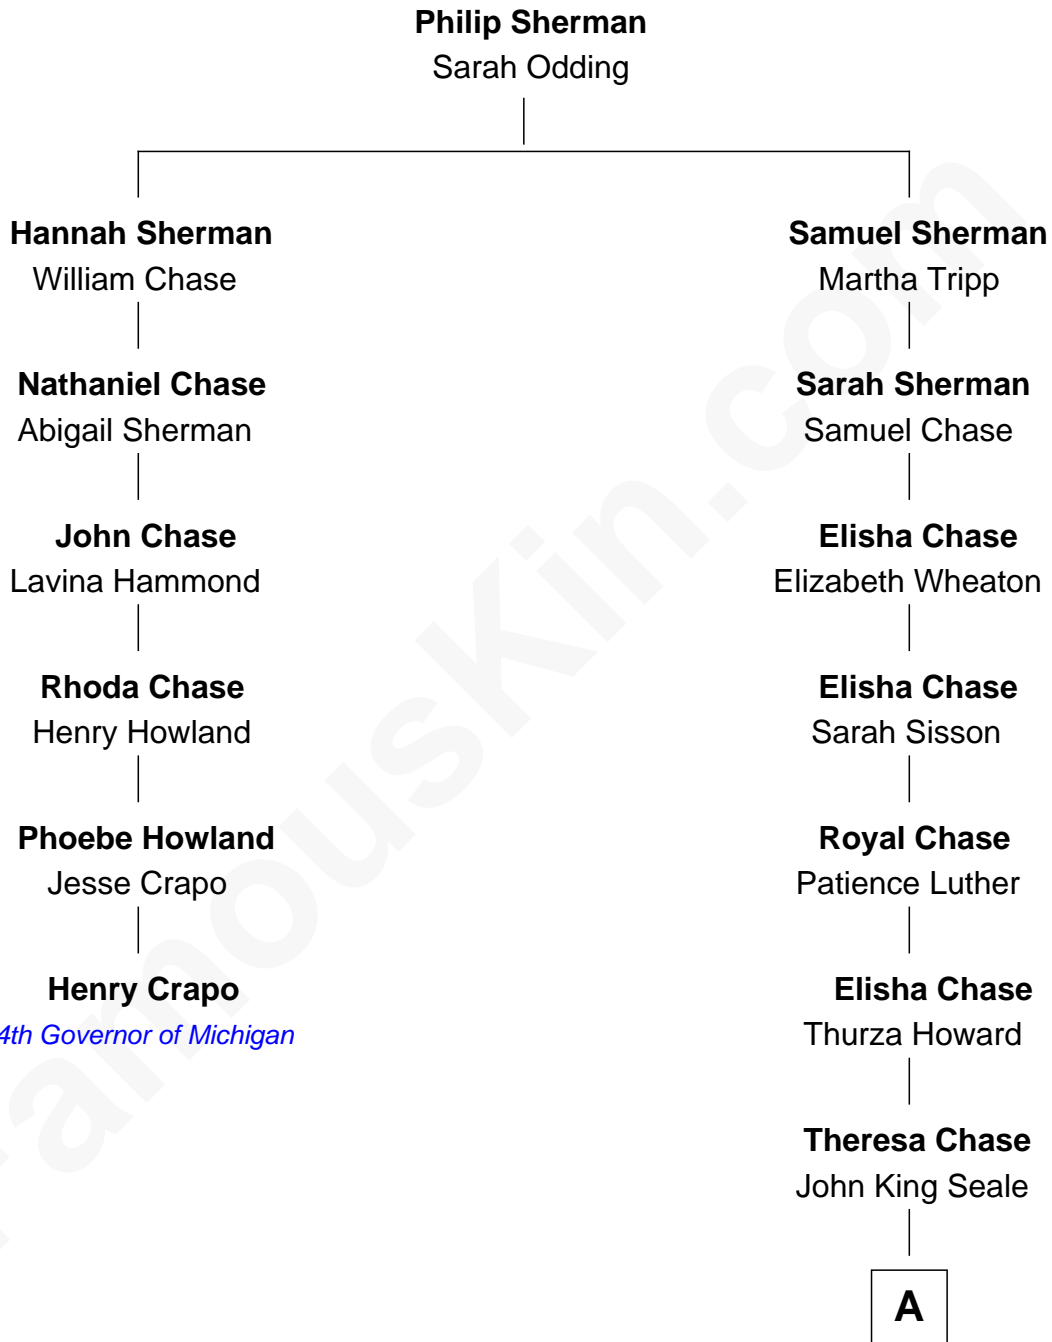 Philip Sherman
Sarah Odding
Hannah Sherman
William Chase
Samuel Sherman
Martha Tripp
Nathaniel Chase
Abigail Sherman
Sarah Sherman
Samuel Chase
John Chase
Lavina Hammond
Elisha Chase
Elizabeth Wheaton
Rhoda Chase
Henry Howland
Elisha Chase
Sarah Sisson
Phoebe Howland
Jesse Crapo
Royal Chase
Patience Luther
Henry Crapo
4th Governor of Michigan
Elisha Chase
Thurza Howard
Theresa Chase
John King Seale
A
FamousKin.com